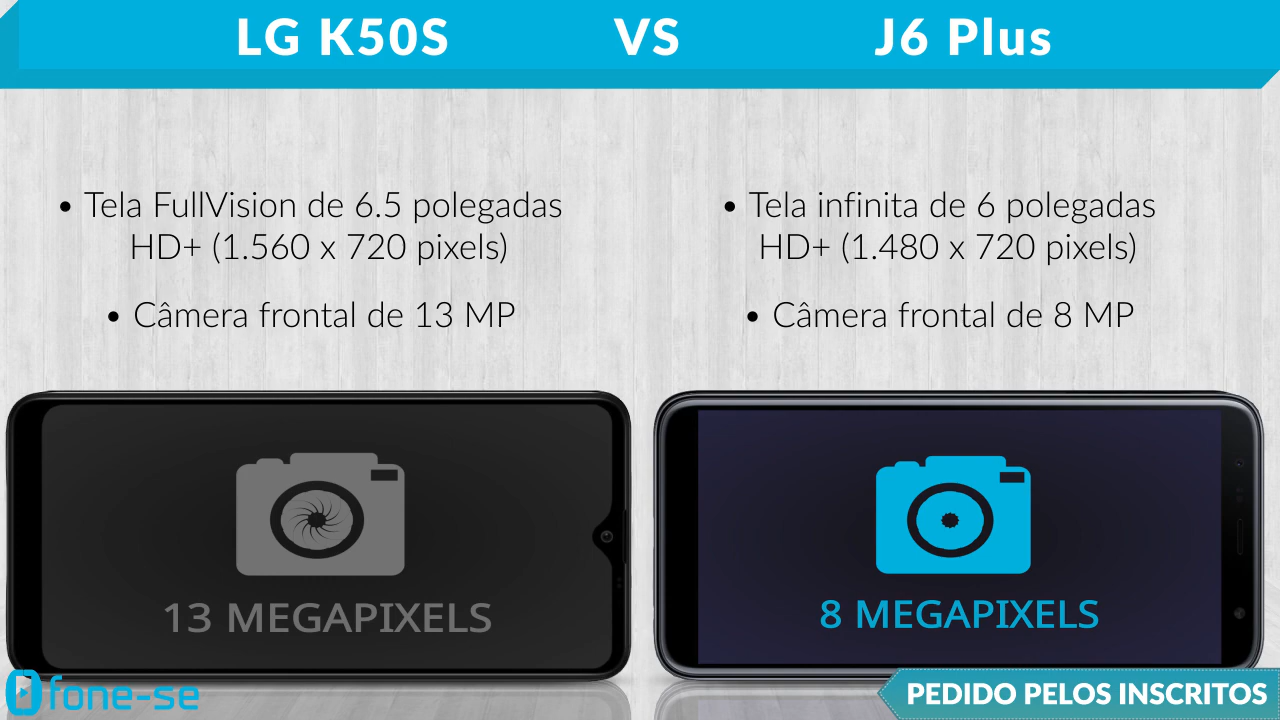 LG K50S VS J6 Plus
• Tela FullVision de 6.5 polegadas
HD+ (1.560 x 720 pixels)
• Câmera frontal de 13 MP
• Tela infinita de 6 polegadas
HD+ (1.480 x 720 pixels)
• Câmera frontal de 8 MP
13 MEGAPIXELS
8 MEGAPIXELS
fone-se
PEDIDO PELOS INSCRITOS